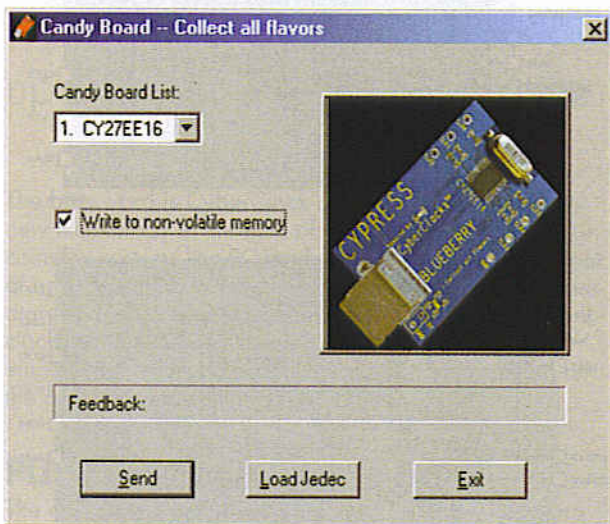 Candy Board -- Collect all flavors
Candy Board List:
1. CY27EE16
Write to non-volatile memory
CYPRESS
CyberClocks™
BLUEBERRY
Feedback:
Send
Load Jedec
Exit